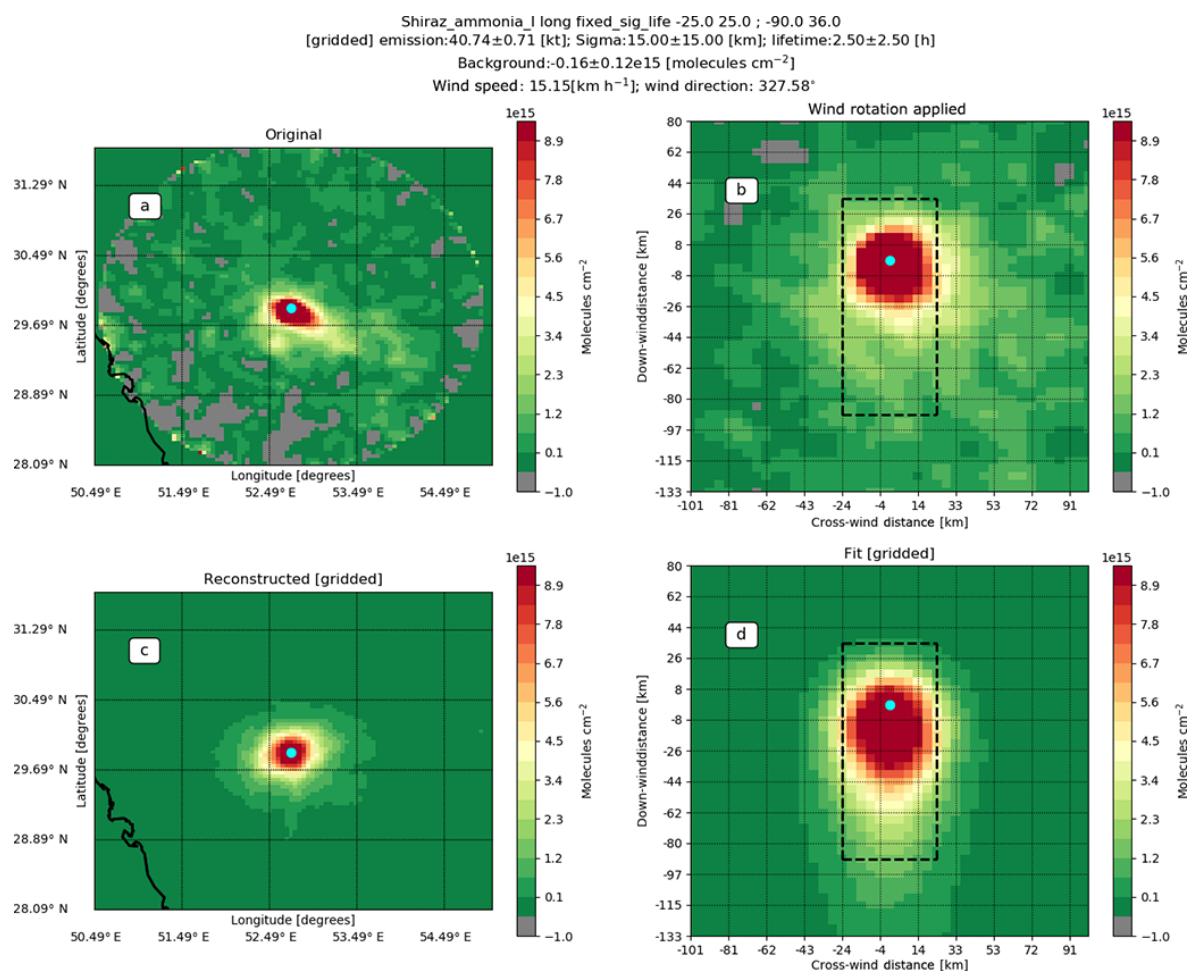 Shiraz_ammonia_I long fixed_sig_life -25.0 25.0 ; -90.0 36.0
[gridded] emission:40.74±0.71 [kt]; Sigma:15.00±15.00 [km]; lifetime:2.50±2.50 [h]
Background:-0.16±0.12e15 [molecules cm⁻²]
Wind speed: 15.15[km h⁻¹]; wind direction: 327.58°
Original
1e15
31.29° N
30.49° N
29.69° N
28.89° N
28.09° N
Latitude [degrees]
a
50.49° E 51.49° E 52.49° E 53.49° E 54.49° E
Longitude [degrees]
8.9
7.8
6.7
5.6
4.5
3.4
2.3
1.2
0.1
−1.0
Molecules cm⁻²
Wind rotation applied
1e15
80
62
44
26
8
-8
-26
-44
-62
-80
-97
-115
-133
Down-winddistance [km]
b
-101 -81 -62 -43 -24 -4 14 33 53 72 91
Cross-wind distance [km]
8.9
7.8
6.7
5.6
4.5
3.4
2.3
1.2
0.1
−1.0
Molecules cm⁻²
Reconstructed [gridded]
1e15
31.29° N
30.49° N
29.69° N
28.89° N
28.09° N
Latitude [degrees]
c
Longitude [degrees]
50.49° E 51.49° E 52.49° E 53.49° E 54.49° E
8.9
7.8
6.7
5.6
4.5
3.4
2.3
1.2
0.1
−1.0
Molecules cm⁻²
Fit [gridded]
1e15
80
62
44
26
8
-8
-26
-44
-62
-80
-97
-115
-133
Down-winddistance [km]
d
-101 -81 -62 -43 -24 -4 14 33 53 72 91
Cross-wind distance [km]
8.9
7.8
6.7
5.6
4.5
3.4
2.3
1.2
0.1
−1.0
Molecules cm⁻²